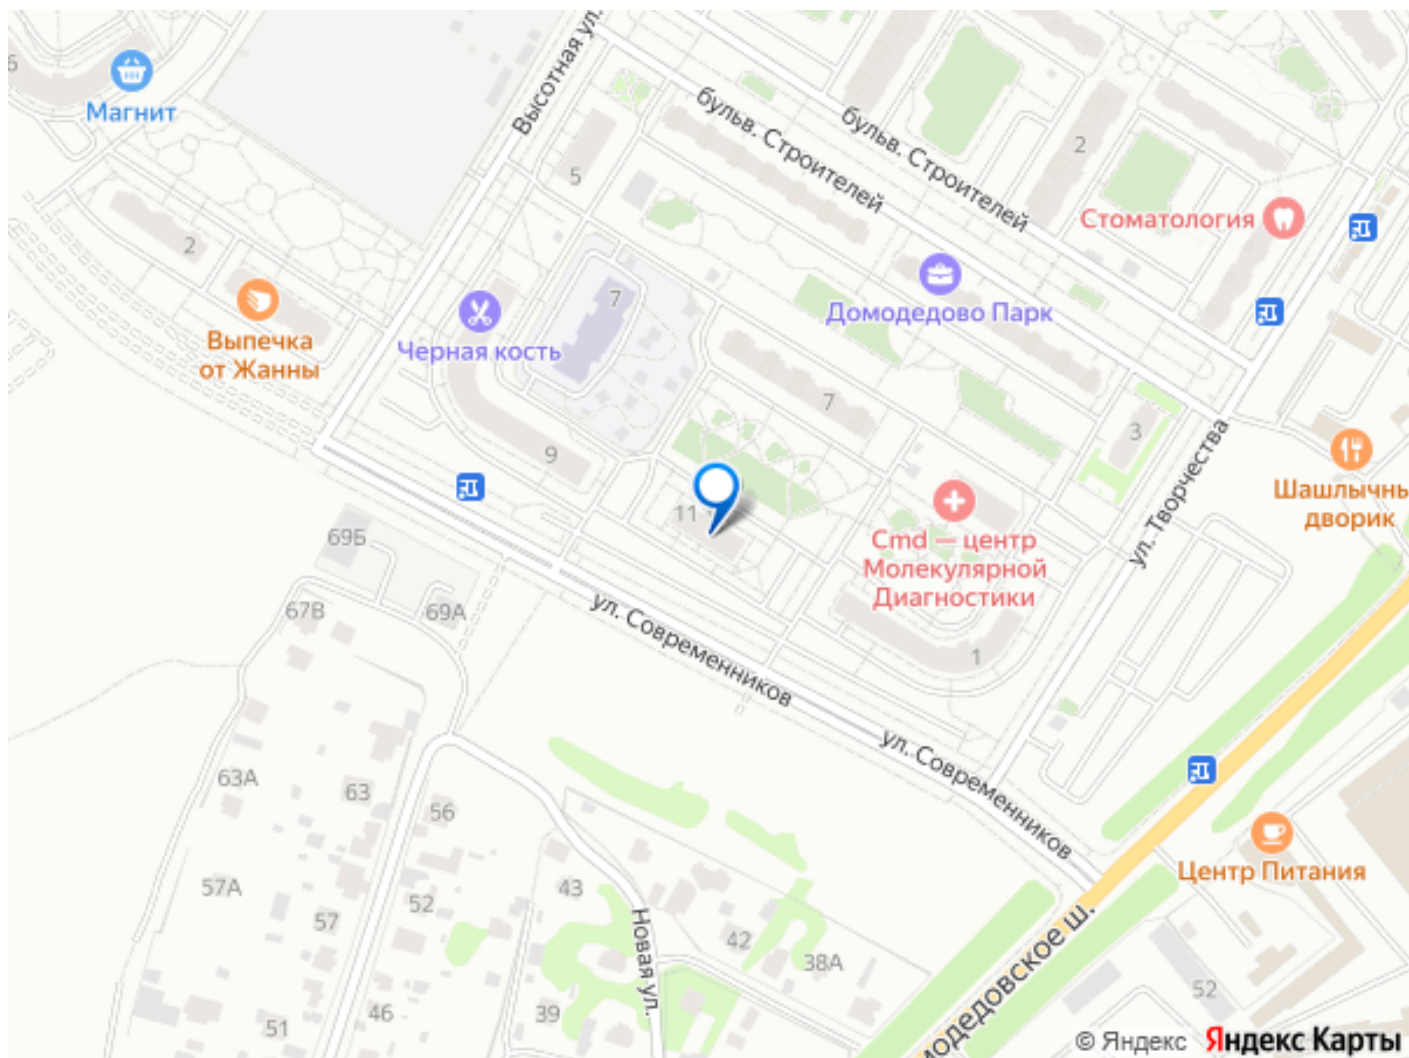 6
Магнит
Высотная ул.
бульв. Строителей
бульв. Строителей
2
5
Стоматология
2
7
Домодедово Парк
Выпечка
от Жанны
Черная кость
7
3
9
ул. Творчества
Шашлычн
дворик
11
69Б
Cmd — центр
Молекулярной
Диагностики
67В
69А
ул. Современников
1
ул. Современников
63А
63
56
Центр Питания
57А
43
52
57
Новая ул.
42
модедовское ш.
38А
52
46
39
51
© Яндекс Яндекс Карты